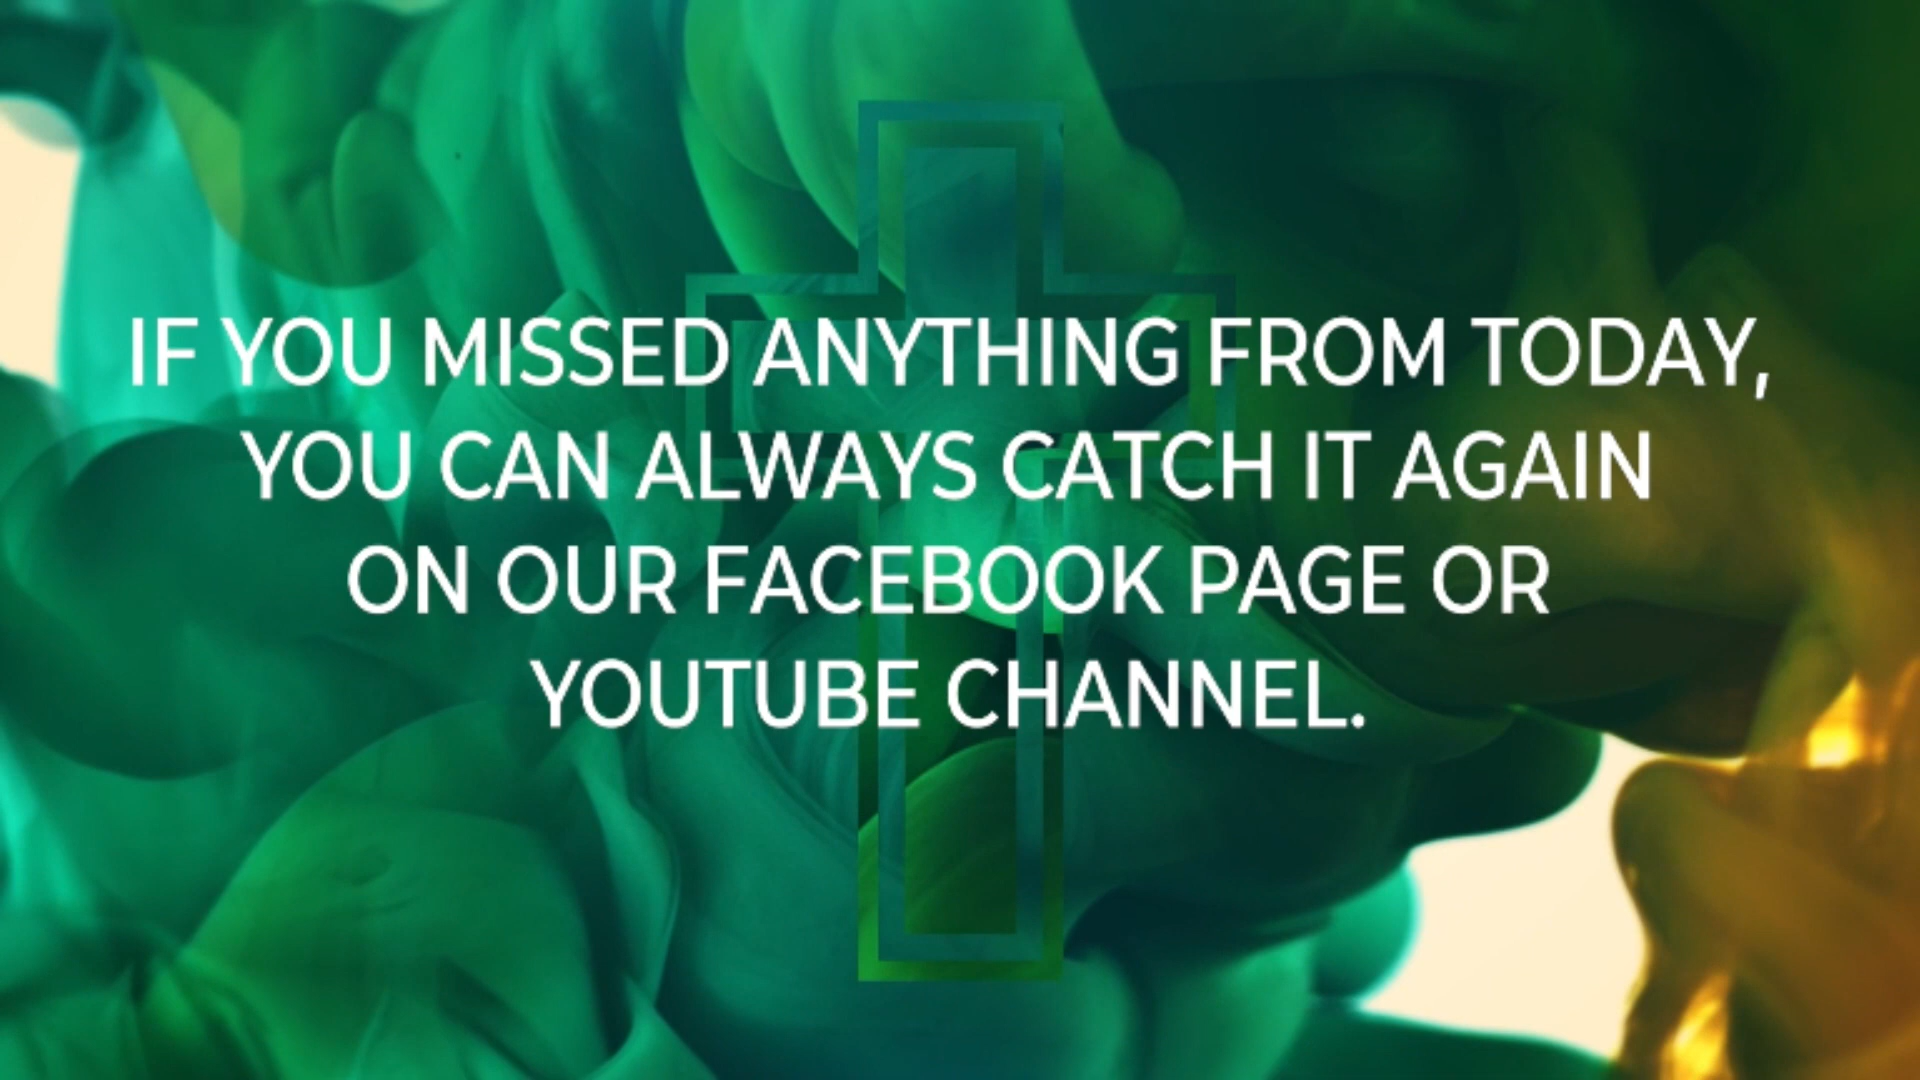 IF YOU MISSED ANYTHING FROM TODAY,
YOU CAN ALWAYS CATCH IT AGAIN
ON OUR FACEBOOK PAGE OR
YOUTUBE CHANNEL.